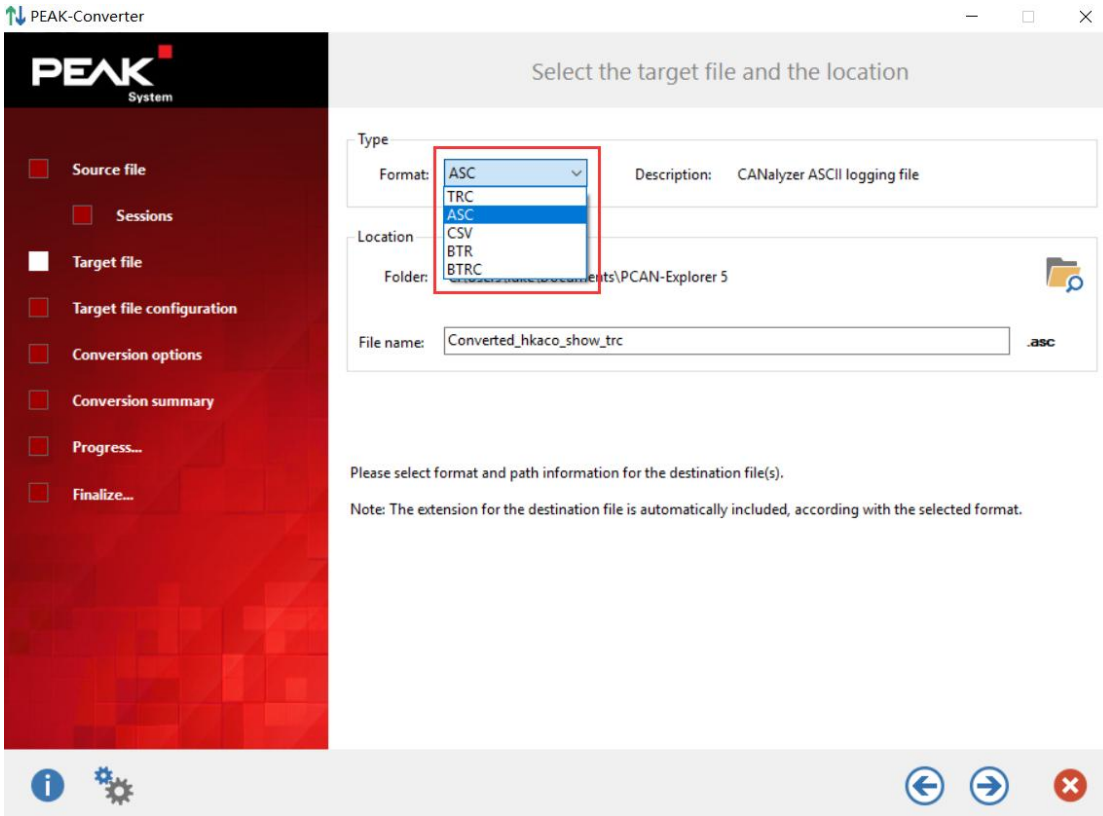 PEAK-Converter
PEAK
System
Select the target file and the location
Source file
Sessions
Target file
Target file configuration
Conversion options
Conversion summary
Progress...
Finalize...
Type
Format:
ASC
Description:
CANalyzer ASCII logging file
TRC
ASC
CSV
BTR
BTRC
Location
Folder:
\PCAN-Explorer 5
File name:
Converted_hkaco_show_trc
.asc
Please select format and path information for the destination file(s).
Note: The extension for the destination file is automatically included, according with the selected format.